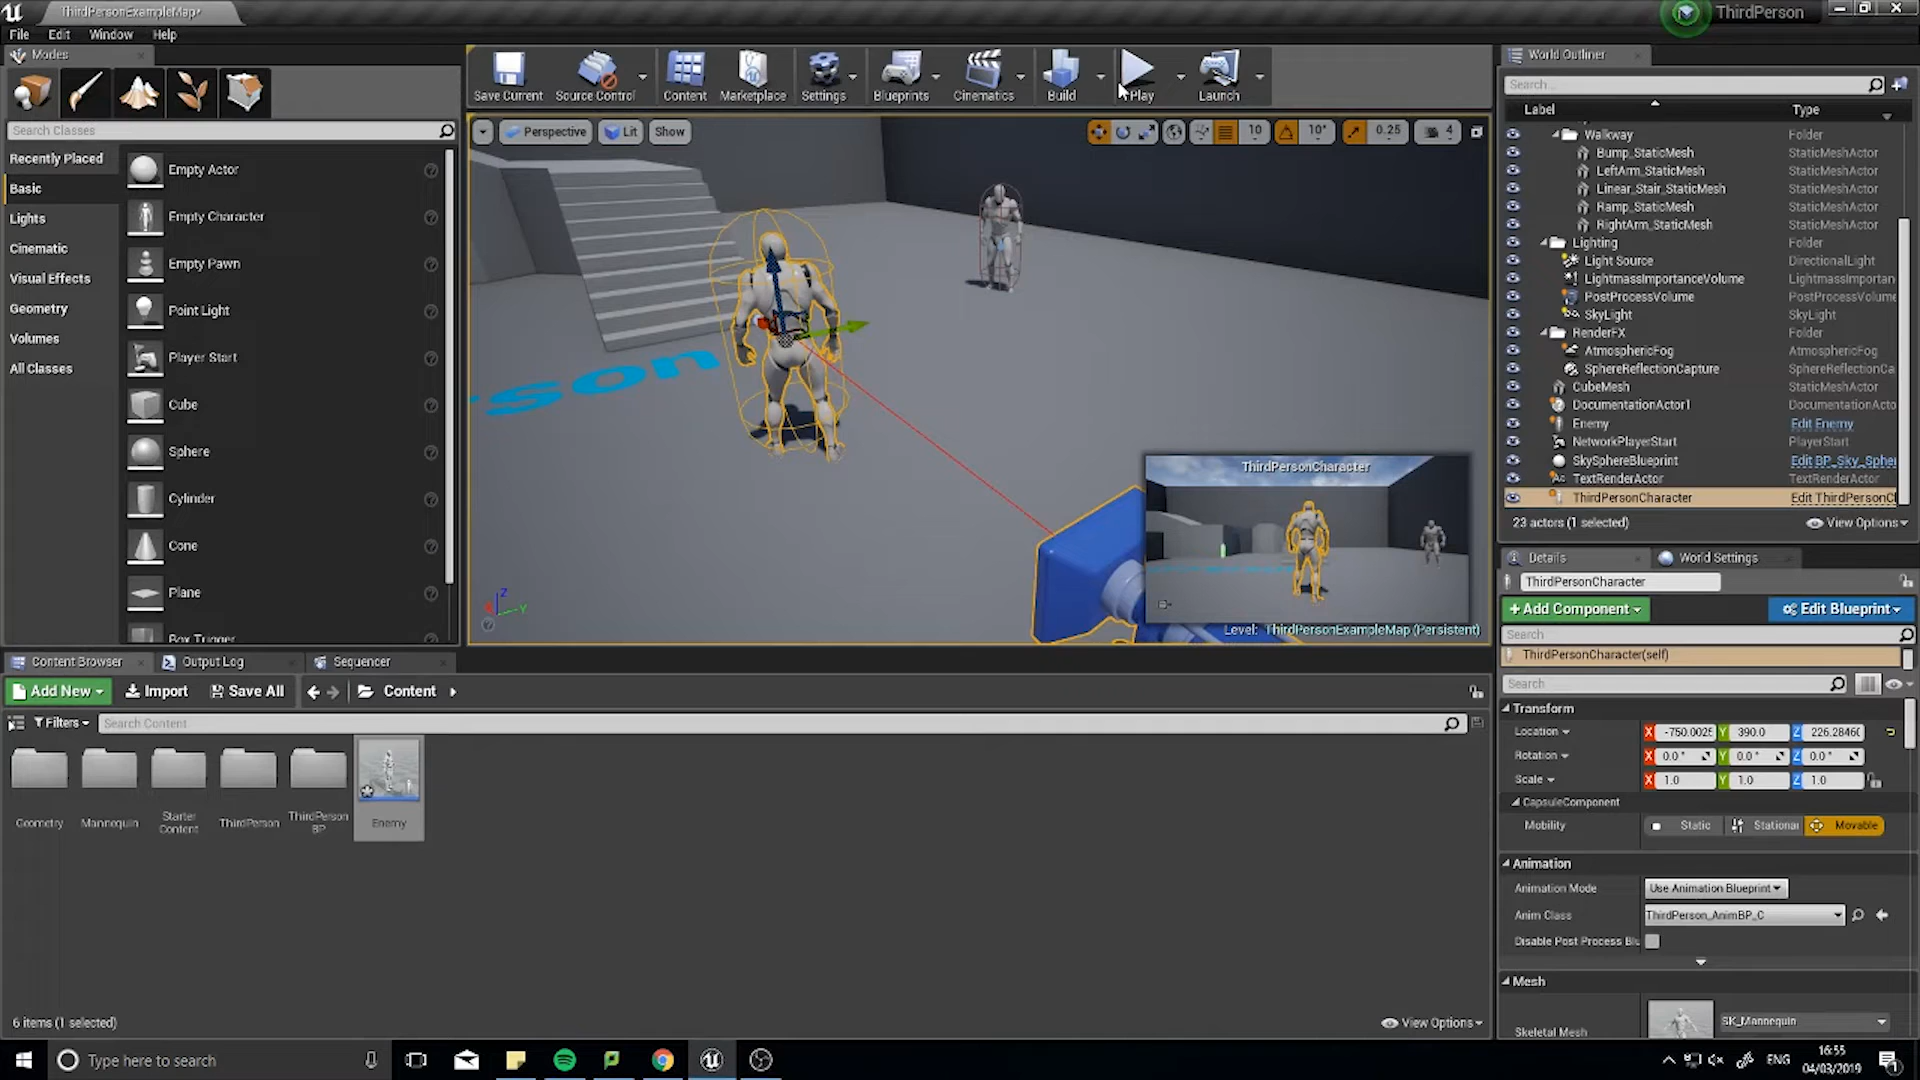 ThirdPersonExampleMap*
ThirdPerson
File Edit Window Help
Modes
Save Current
Source Control
Content
Marketplace
Settings
Blueprints
Cinematics
Build
Play
Launch
Search Classes
Recently Placed
Basic
Lights
Cinematic
Visual Effects
Geometry
Volumes
All Classes
Empty Actor
Empty Character
Empty Pawn
Point Light
Player Start
Cube
Sphere
Cylinder
Cone
Plane
Box Trigger
Perspective
Lit
Show
10
10°
0.25
4
son
Z
X
Y
ThirdPersonCharacter
Level: ThirdPersonExampleMap (Persistent)
World Outliner
Search...
Label Type
Walkway Folder
Bump_StaticMesh StaticMeshActor
LeftArm_StaticMesh StaticMeshActor
Linear_Stair_StaticMesh StaticMeshActor
Ramp_StaticMesh StaticMeshActor
RightArm_StaticMesh StaticMeshActor
Lighting Folder
Light Source DirectionalLight
LightmassImportanceVolume LightmassImportan
PostProcessVolume PostProcessVolume
SkyLight SkyLight
RenderFX Folder
AtmosphericFog AtmosphericFog
SphereReflectionCapture SphereReflectionCa
CubeMesh StaticMeshActor
DocumentationActor1 DocumentationActo
Enemy Edit Enemy
NetworkPlayerStart PlayerStart
SkySphereBlueprint Edit BP_Sky_Sphe
TextRenderActor TextRenderActor
ThirdPersonCharacter Edit ThirdPersonCl
23 actors (1 selected) View Options
Details World Settings
ThirdPersonCharacter
+Add Component Edit Blueprint
Search
ThirdPersonCharacter(self)
Search
Transform
Location X -750.0025 Y 390.0 Z 226.2846
Rotation X 0.0° Y 0.0° Z 0.0°
Scale X 1.0 Y 1.0 Z 1.0
CapsuleComponent
Mobility Static Stationar Movable
Animation
Animation Mode Use Animation Blueprint
Anim Class ThirdPerson_AnimBP_C
Disable Post Process Blu
Mesh
Skeletal Mesh SK_Mannequin
Content Browser Output Log Sequencer
Add New Import Save All Content
Filters Search Content
Geometry
Mannequin
Starter
Content
ThirdPerson
ThirdPerson
BP
Enemy
6 items (1 selected) View Options
Type here to search
ENG
16:55
04/03/2019
1